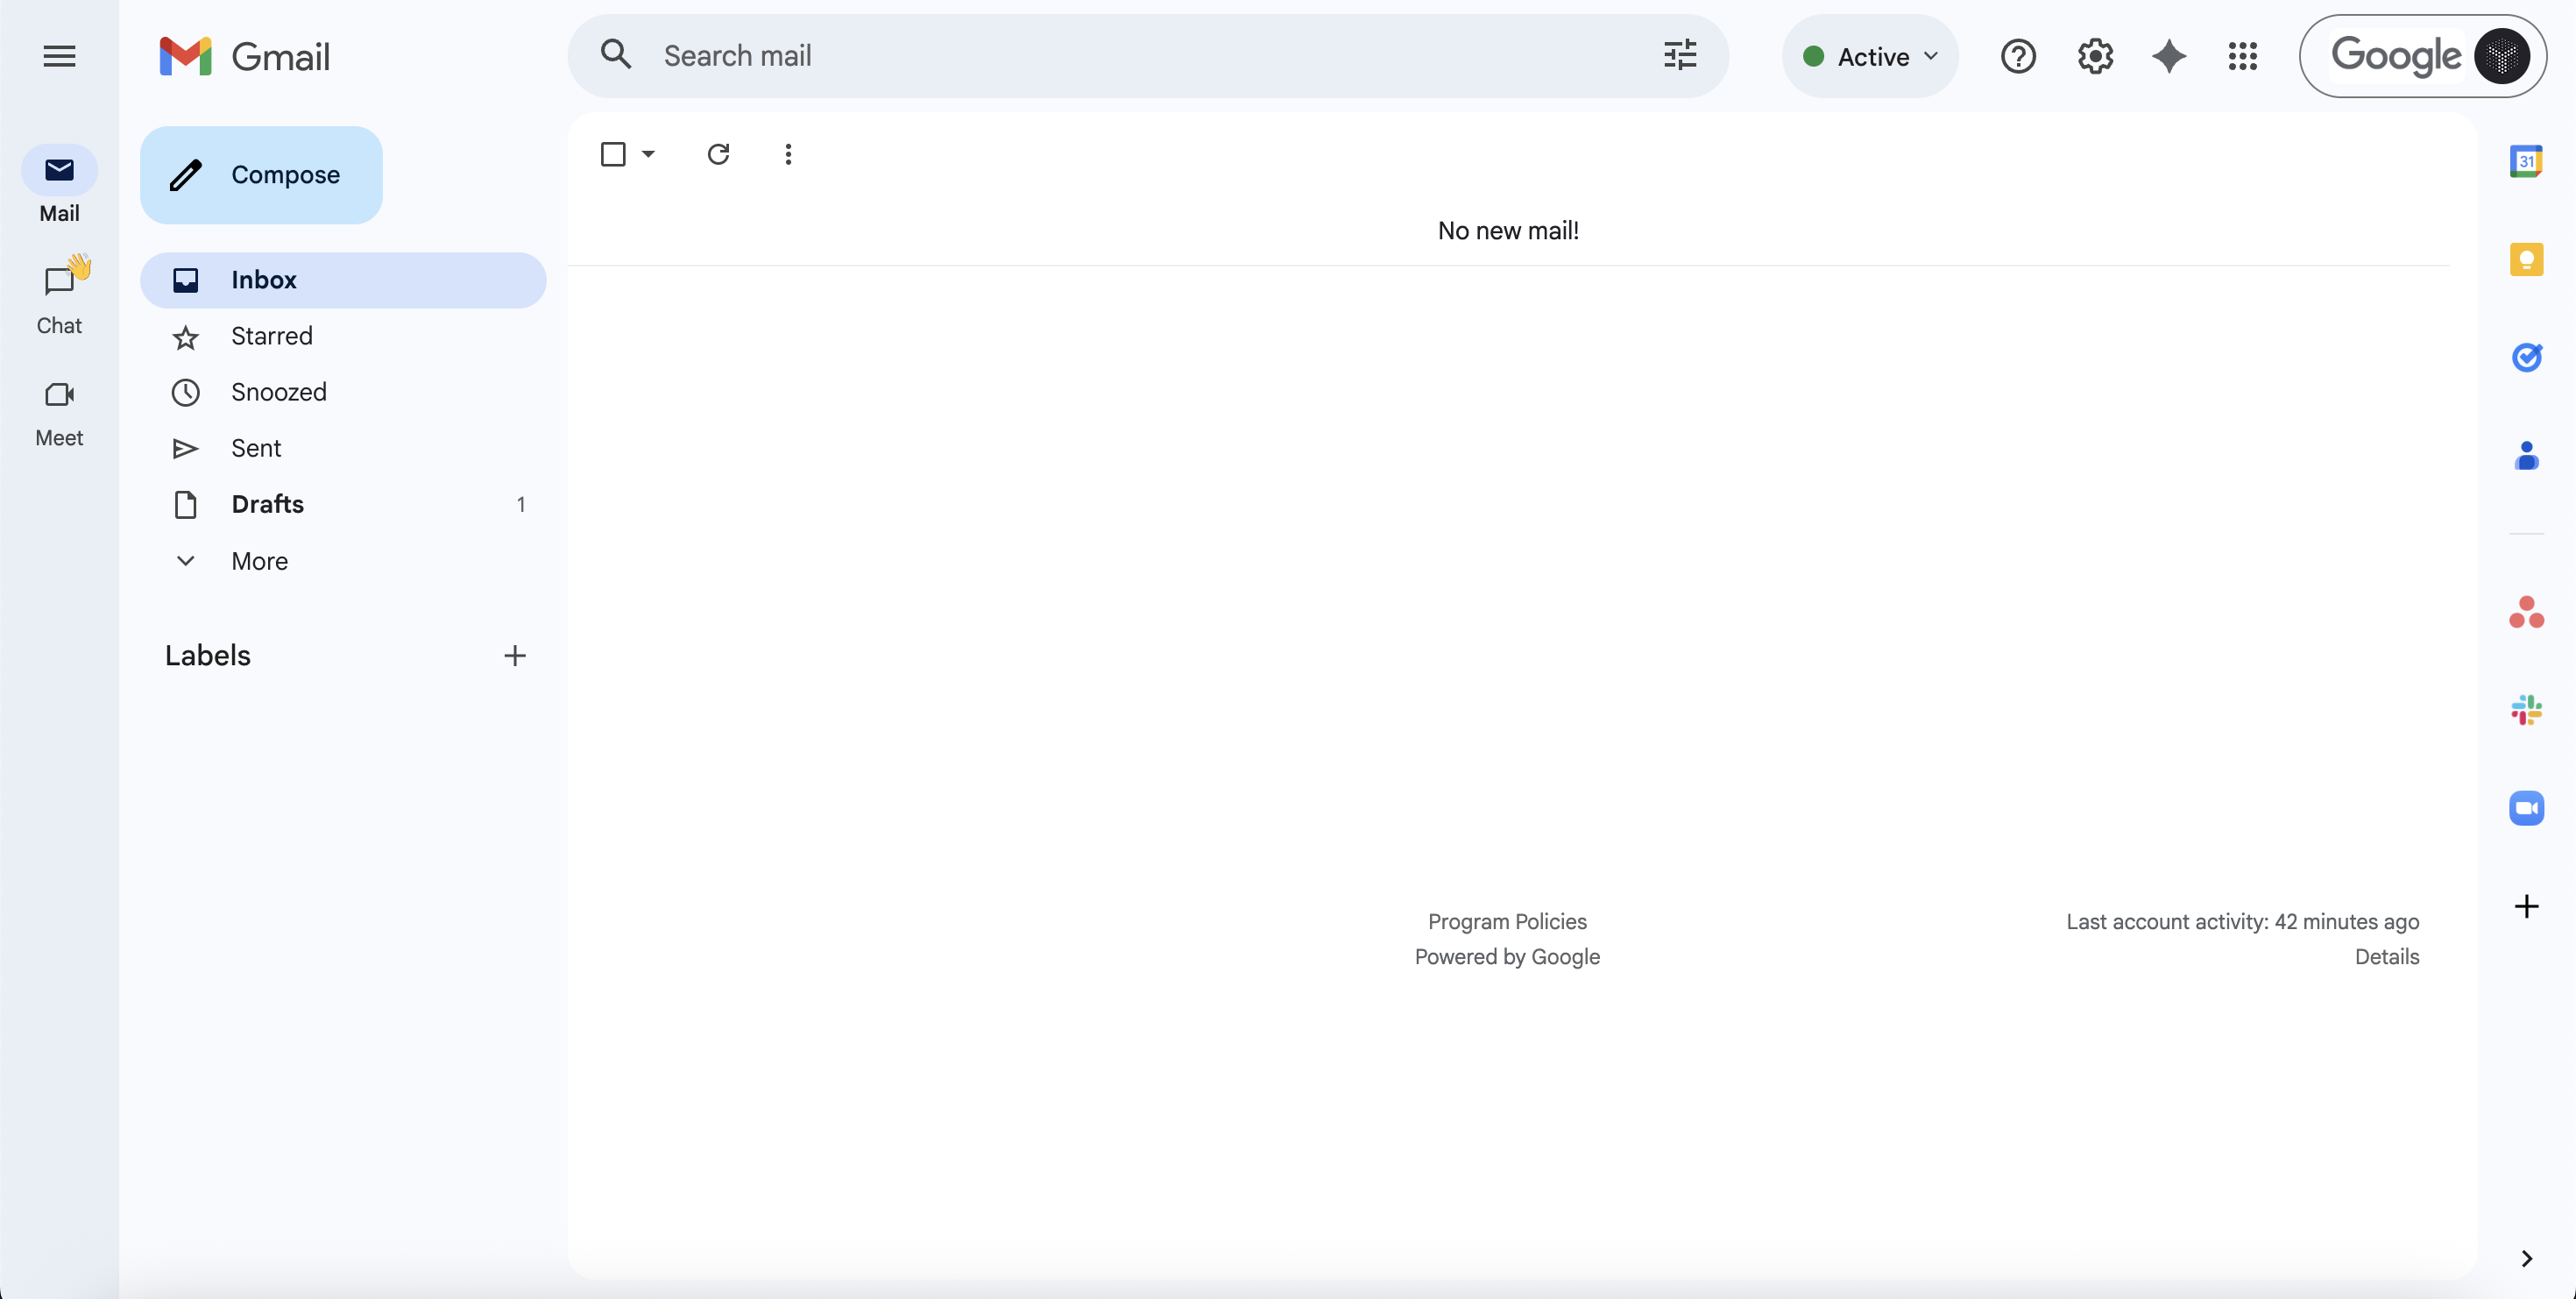 Gmail
Search mail
Active
Google
Mail
Chat
Meet
Compose
Inbox
Starred
Snoozed
Sent
Drafts 1
More
Labels
No new mail!
Program Policies
Powered by Google
Last account activity: 42 minutes ago
Details
31